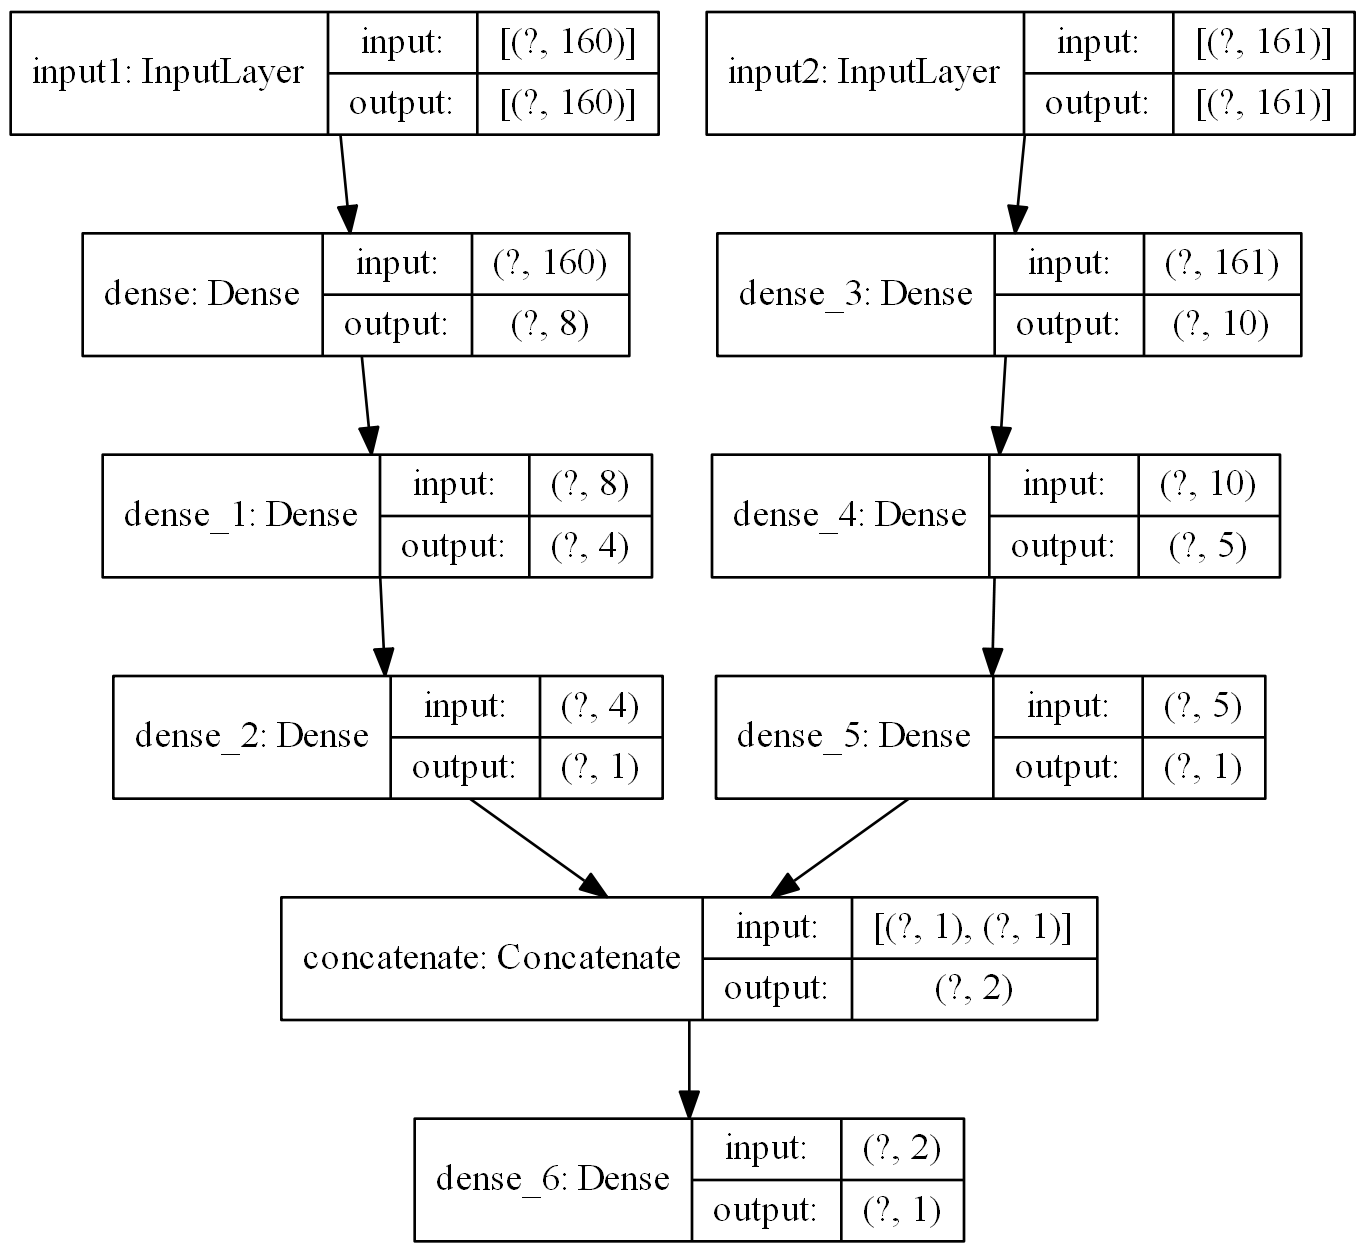 input1: InputLayer
input: [(?, 160)]
output: [(?, 160)]
input2: InputLayer
input: [(?, 161)]
output: [(?, 161)]
dense: Dense
input: (?, 160)
output: (?, 8)
dense_3: Dense
input: (?, 161)
output: (?, 10)
dense_1: Dense
input: (?, 8)
output: (?, 4)
dense_4: Dense
input: (?, 10)
output: (?, 5)
dense_2: Dense
input: (?, 4)
output: (?, 1)
dense_5: Dense
input: (?, 5)
output: (?, 1)
concatenate: Concatenate
input: [(?, 1), (?, 1)]
output: (?, 2)
dense_6: Dense
input: (?, 2)
output: (?, 1)